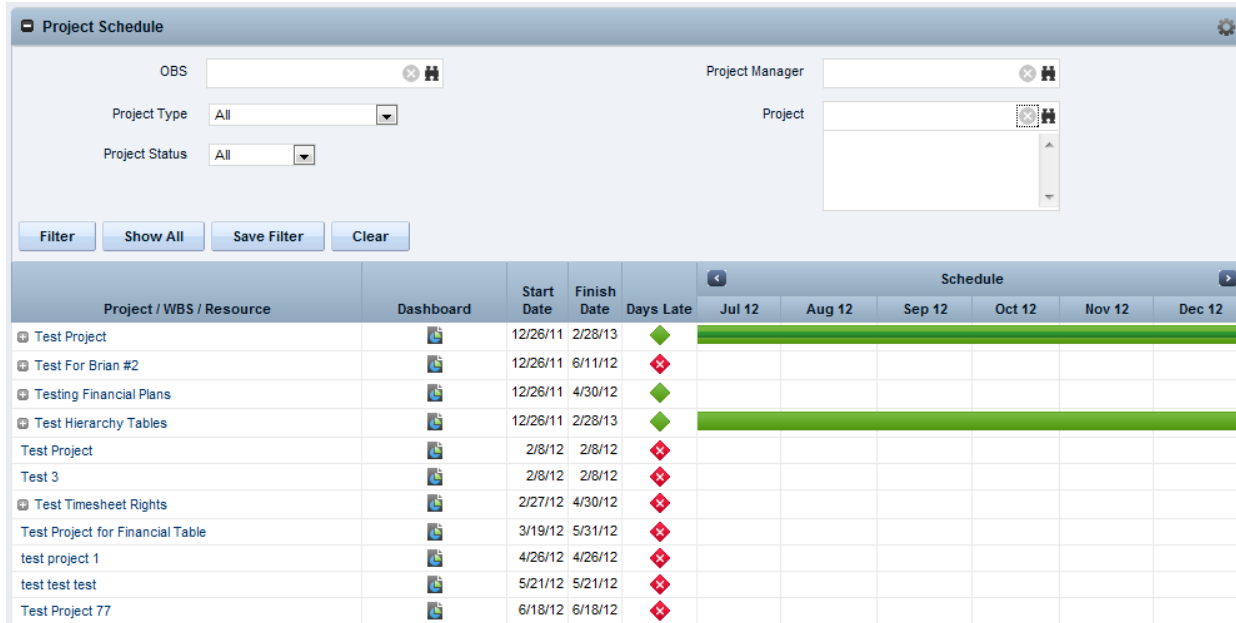 Project Schedule
OBS
Project Manager
Project Type All
Project
Project Status All
Filter Show All Save Filter Clear
Schedule
Project / WBS / Resource Dashboard Start Date Finish Date Days Late Jul 12 Aug 12 Sep 12 Oct 12 Nov 12 Dec 12
Test Project 12/26/11 2/28/13
Test For Brian #2 12/26/11 6/11/12
Testing Financial Plans 12/26/11 4/30/12
Test Hierarchy Tables 12/26/11 2/28/13
Test Project 2/8/12 2/8/12
Test 3 2/8/12 2/8/12
Test Timesheet Rights 2/27/12 4/30/12
Test Project for Financial Table 3/19/12 5/31/12
test project 1 4/26/12 4/26/12
test test test 5/21/12 5/21/12
Test Project 77 6/18/12 6/18/12